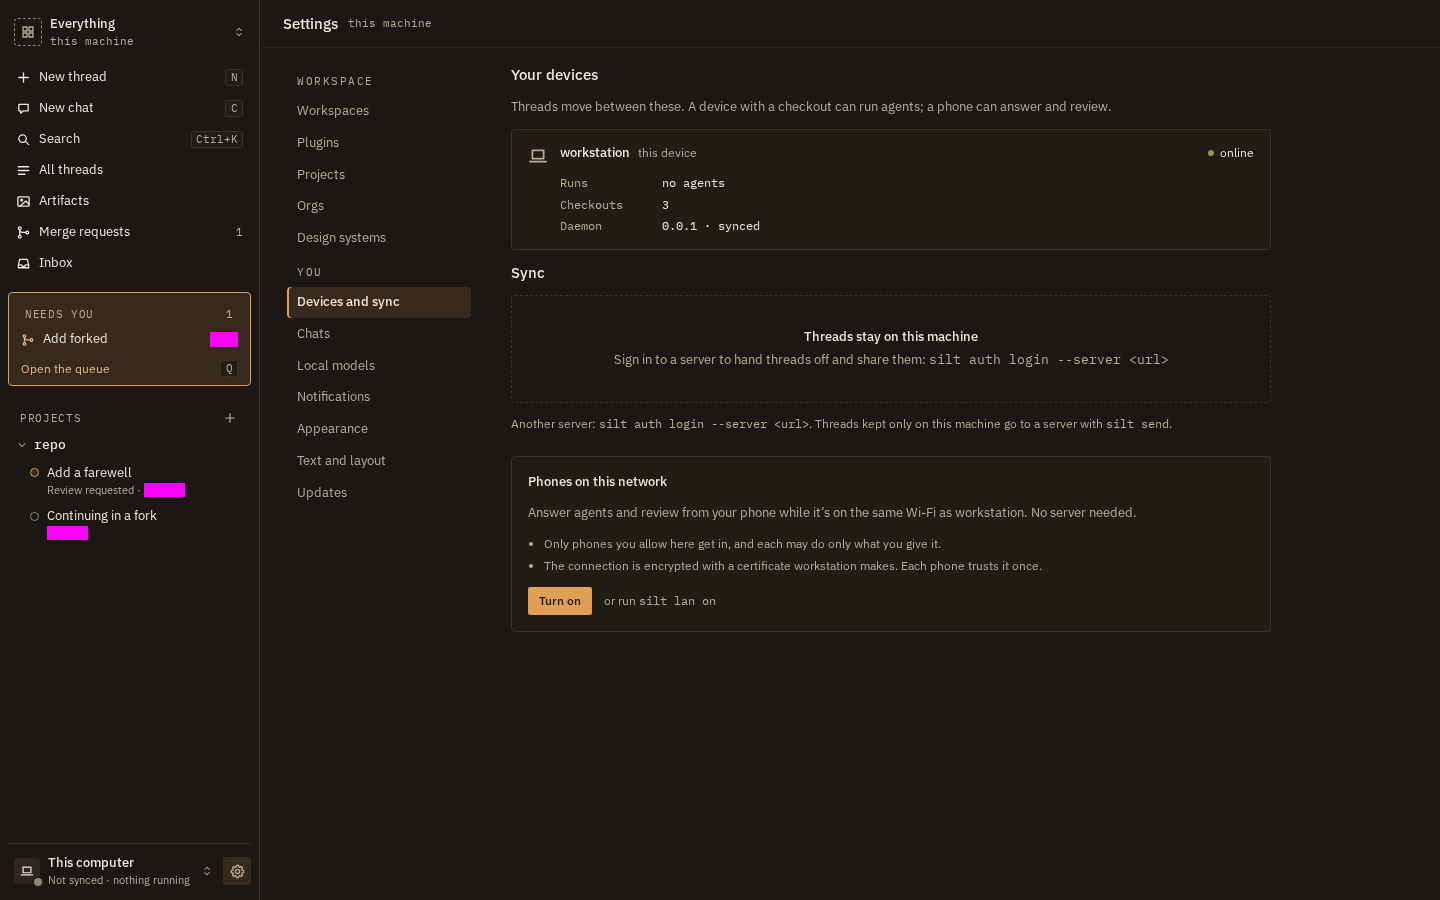 Everything
this machine
New thread N
New chat C
Search Ctrl+K
All threads
Artifacts
Merge requests 1
Inbox
NEEDS YOU 1
Add forked
Open the queue Q
PROJECTS
repo
Add a farewell
Review requested ·
Continuing in a fork
This computer
Not synced · nothing running
Settings this machine
WORKSPACE
Workspaces
Plugins
Projects
Orgs
Design systems
YOU
Devices and sync
Chats
Local models
Notifications
Appearance
Text and layout
Updates
Your devices
Threads move between these. A device with a checkout can run agents; a phone can answer and review.
workstation this device online
Runs no agents
Checkouts 3
Daemon 0.0.1 · synced
Sync
Threads stay on this machine
Sign in to a server to hand threads off and share them: silt auth login --server <url>
Another server: silt auth login --server <url>. Threads kept only on this machine go to a server with silt send.
Phones on this network
Answer agents and review from your phone while it’s on the same Wi-Fi as workstation. No server needed.
• Only phones you allow here get in, and each may do only what you give it.
• The connection is encrypted with a certificate workstation makes. Each phone trusts it once.
Turn on or run silt lan on